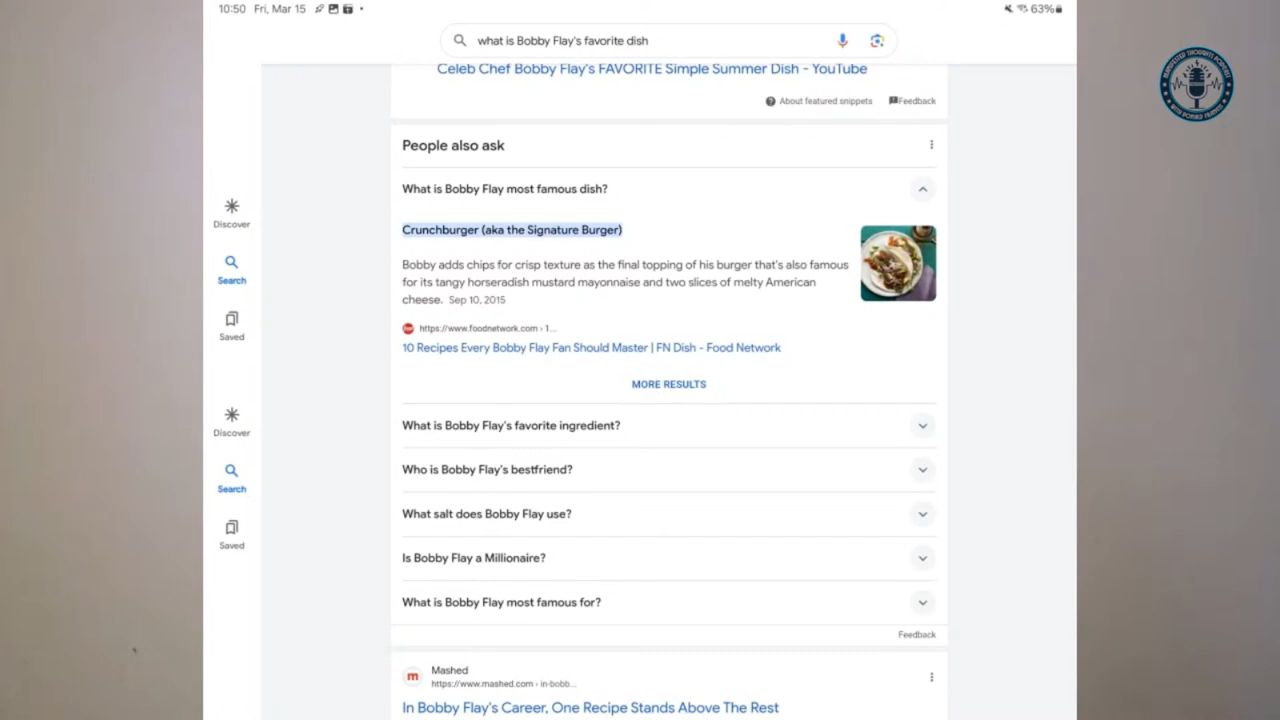 10:50 Fri, Mar 15
63%
what is Bobby Flay's favorite dish
Celeb Chef Bobby Flay's FAVORITE Simple Summer Dish - YouTube
About featured snippets
Feedback
People also ask
What is Bobby Flay most famous dish?
Discover
Search
Saved
Crunchburger (aka the Signature Burger)
Bobby adds chips for crisp texture as the final topping of his burger that's also famous
for its tangy horseradish mustard mayonnaise and two slices of melty American
cheese. Sep 10, 2015
https://www.foodnetwork.com › 1...
10 Recipes Every Bobby Flay Fan Should Master | FN Dish - Food Network
MORE RESULTS
Discover
Search
Saved
What is Bobby Flay's favorite ingredient?
Who is Bobby Flay's bestfriend?
What salt does Bobby Flay use?
Is Bobby Flay a Millionaire?
What is Bobby Flay most famous for?
Feedback
m
Mashed
https://www.mashed.com › in-bobb...
In Bobby Flay's Career, One Recipe Stands Above The Rest